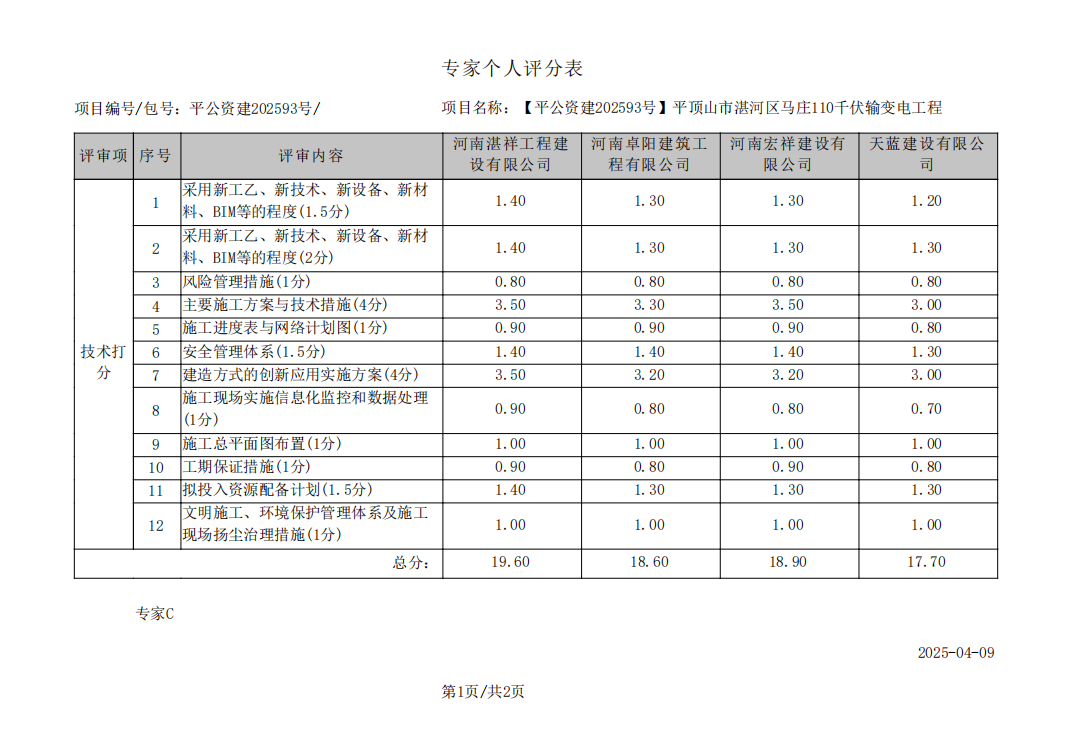 专家个人评分表
项目编号/包号：平公资建202593号/ 项目名称：【平公资建202593号】平顶山市湛河区马庄110千伏输变电工程
评审项 序号 评审内容 河南湛祥工程建设有限公司 河南卓阳建筑工程有限公司 河南宏祥建设有限公司 天蓝建设有限公司
技术打分
1 采用新工乙、新技术、新设备、新材料、BIM等的程度(1.5分) 1.40 1.30 1.30 1.20
2 采用新工乙、新技术、新设备、新材料、BIM等的程度(2分) 1.40 1.30 1.30 1.30
3 风险管理措施(1分) 0.80 0.80 0.80 0.80
4 主要施工方案与技术措施(4分) 3.50 3.30 3.50 3.00
5 施工进度表与网络计划图(1分) 0.90 0.90 0.90 0.80
6 安全管理体系(1.5分) 1.40 1.40 1.40 1.30
7 建造方式的创新应用实施方案(4分) 3.50 3.20 3.20 3.00
8 施工现场实施信息化监控和数据处理(1分) 0.90 0.80 0.80 0.70
9 施工总平面图布置(1分) 1.00 1.00 1.00 1.00
10 工期保证措施(1分) 0.90 0.80 0.90 0.80
11 拟投入资源配备计划(1.5分) 1.40 1.30 1.30 1.30
12 文明施工、环境保护管理体系及施工现场扬尘治理措施(1分) 1.00 1.00 1.00 1.00
总分： 19.60 18.60 18.90 17.70
专家C
2025-04-09
第1页/共2页